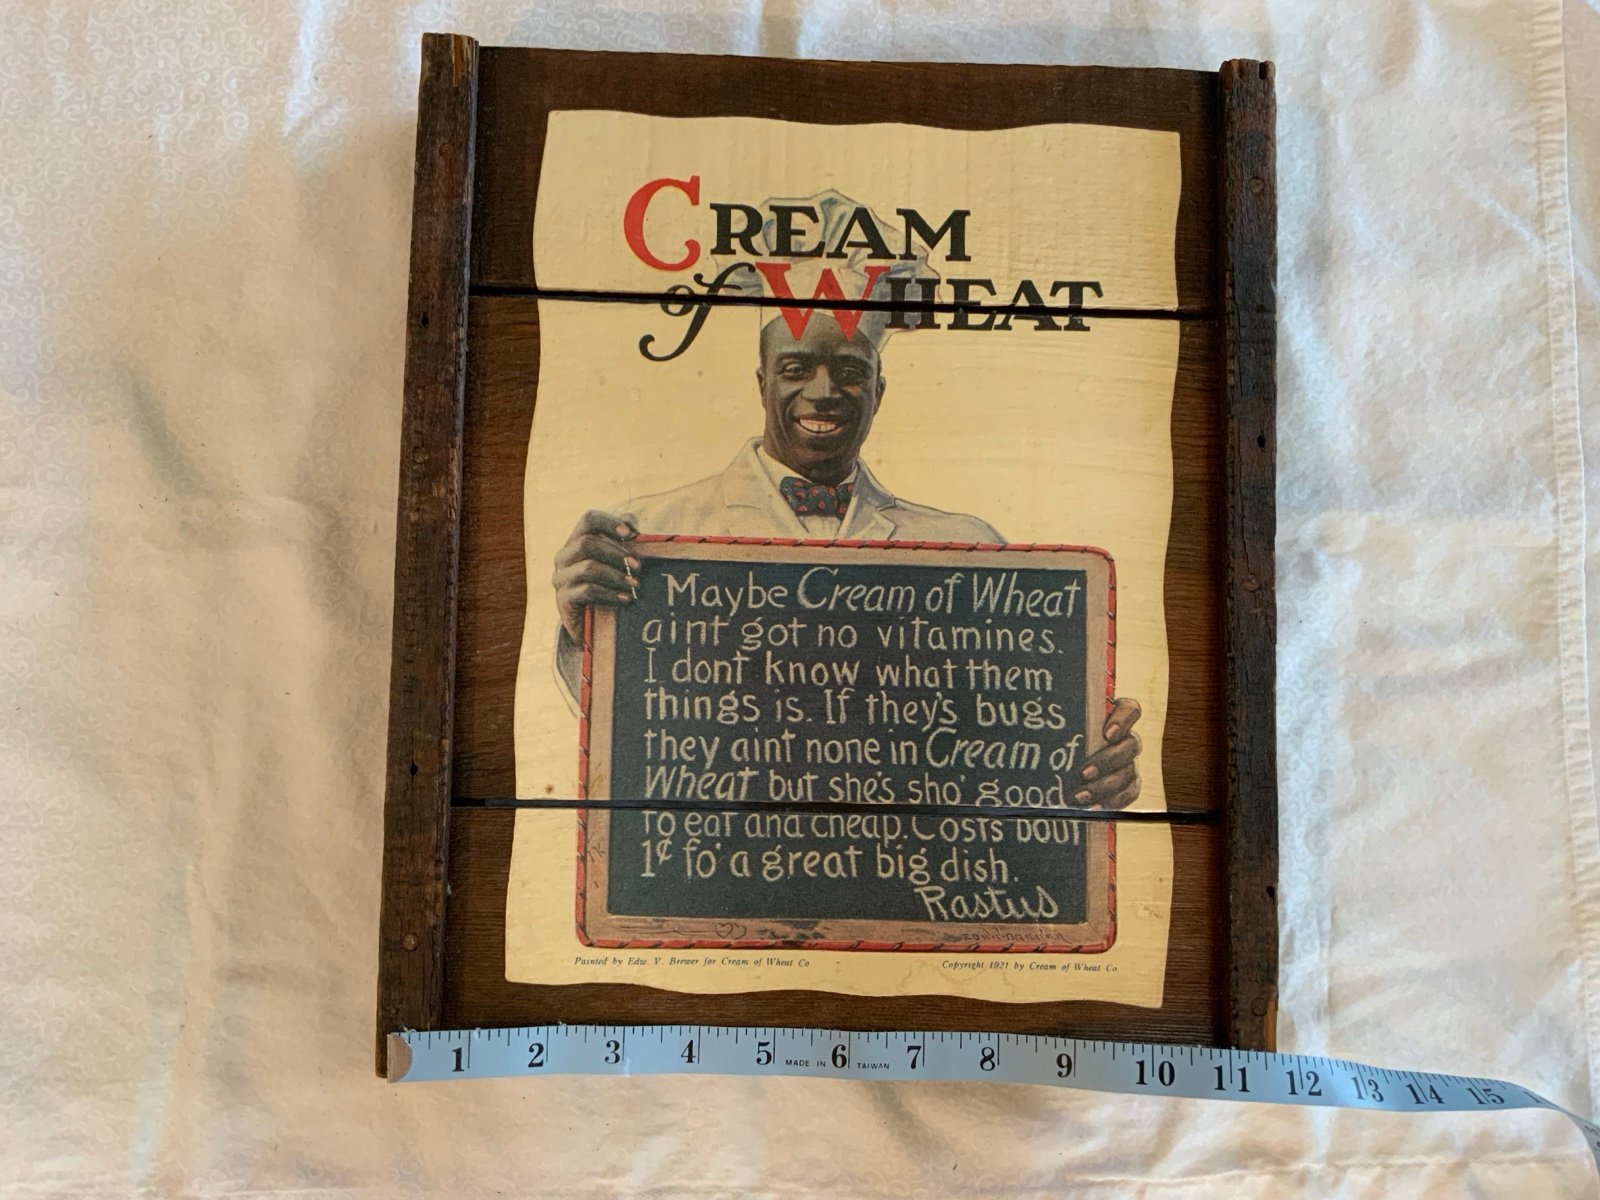 CREAM
of WHEAT
Maybe Cream of Wheat
aint got no vitamines.
I dont know what them
things is. If they's bugs
they aint none in Cream of
Wheat but she's sho' good
to eat and cheap. Costs bout
1¢ fo' a great big dish.
Rastus
Painted by Edw. V. Brewer for Cream of Wheat Co.
Copyright 1921 by Cream of Wheat Co.
1 2 3 4 5 MADE IN 6 TAIWAN 7 8 9 10 11 12 13 14 15